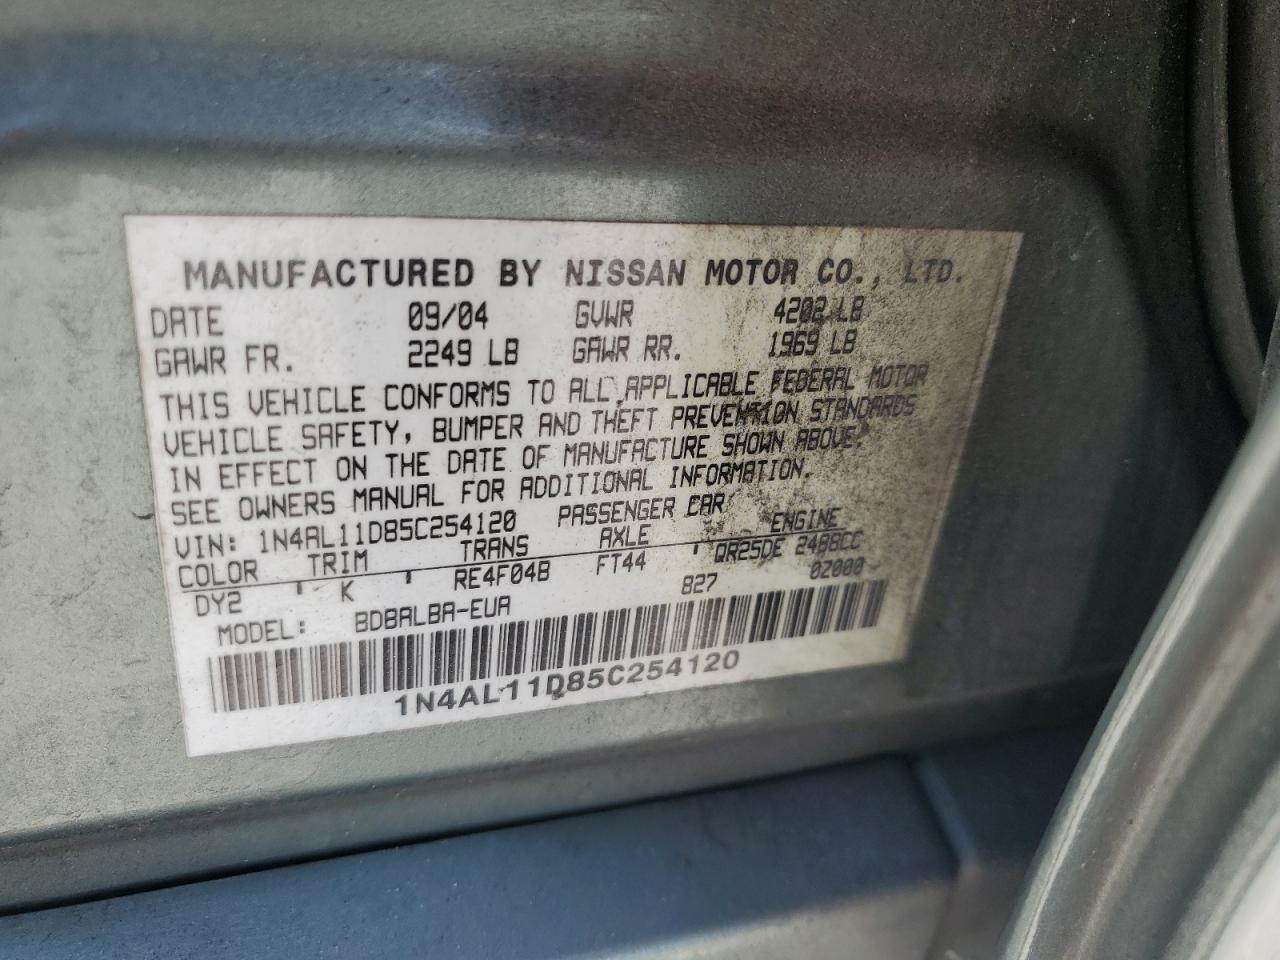 MANUFACTURED BY NISSAN MOTOR CO., LTD.
DATE 09/04 GVWR 4202 LB
GAWR FR. 2249 LB GAWR RR. 1969 LB
THIS VEHICLE CONFORMS TO ALL APPLICABLE FEDERAL MOTOR
VEHICLE SAFETY, BUMPER AND THEFT PREVENTION STANDARDS
IN EFFECT ON THE DATE OF MANUFACTURE SHOWN ABOVE.
SEE OWNERS MANUAL FOR ADDITIONAL INFORMATION.
VIN: 1N4AL11D85C254120 PASSENGER CAR
COLOR TRIM TRANS AXLE ENGINE
DY2 ' K ' RE4F04B FT44 ' QR25DE 2488CC
MODEL: BDBALBA-EUA 827 02000
1N4AL11D85C254120